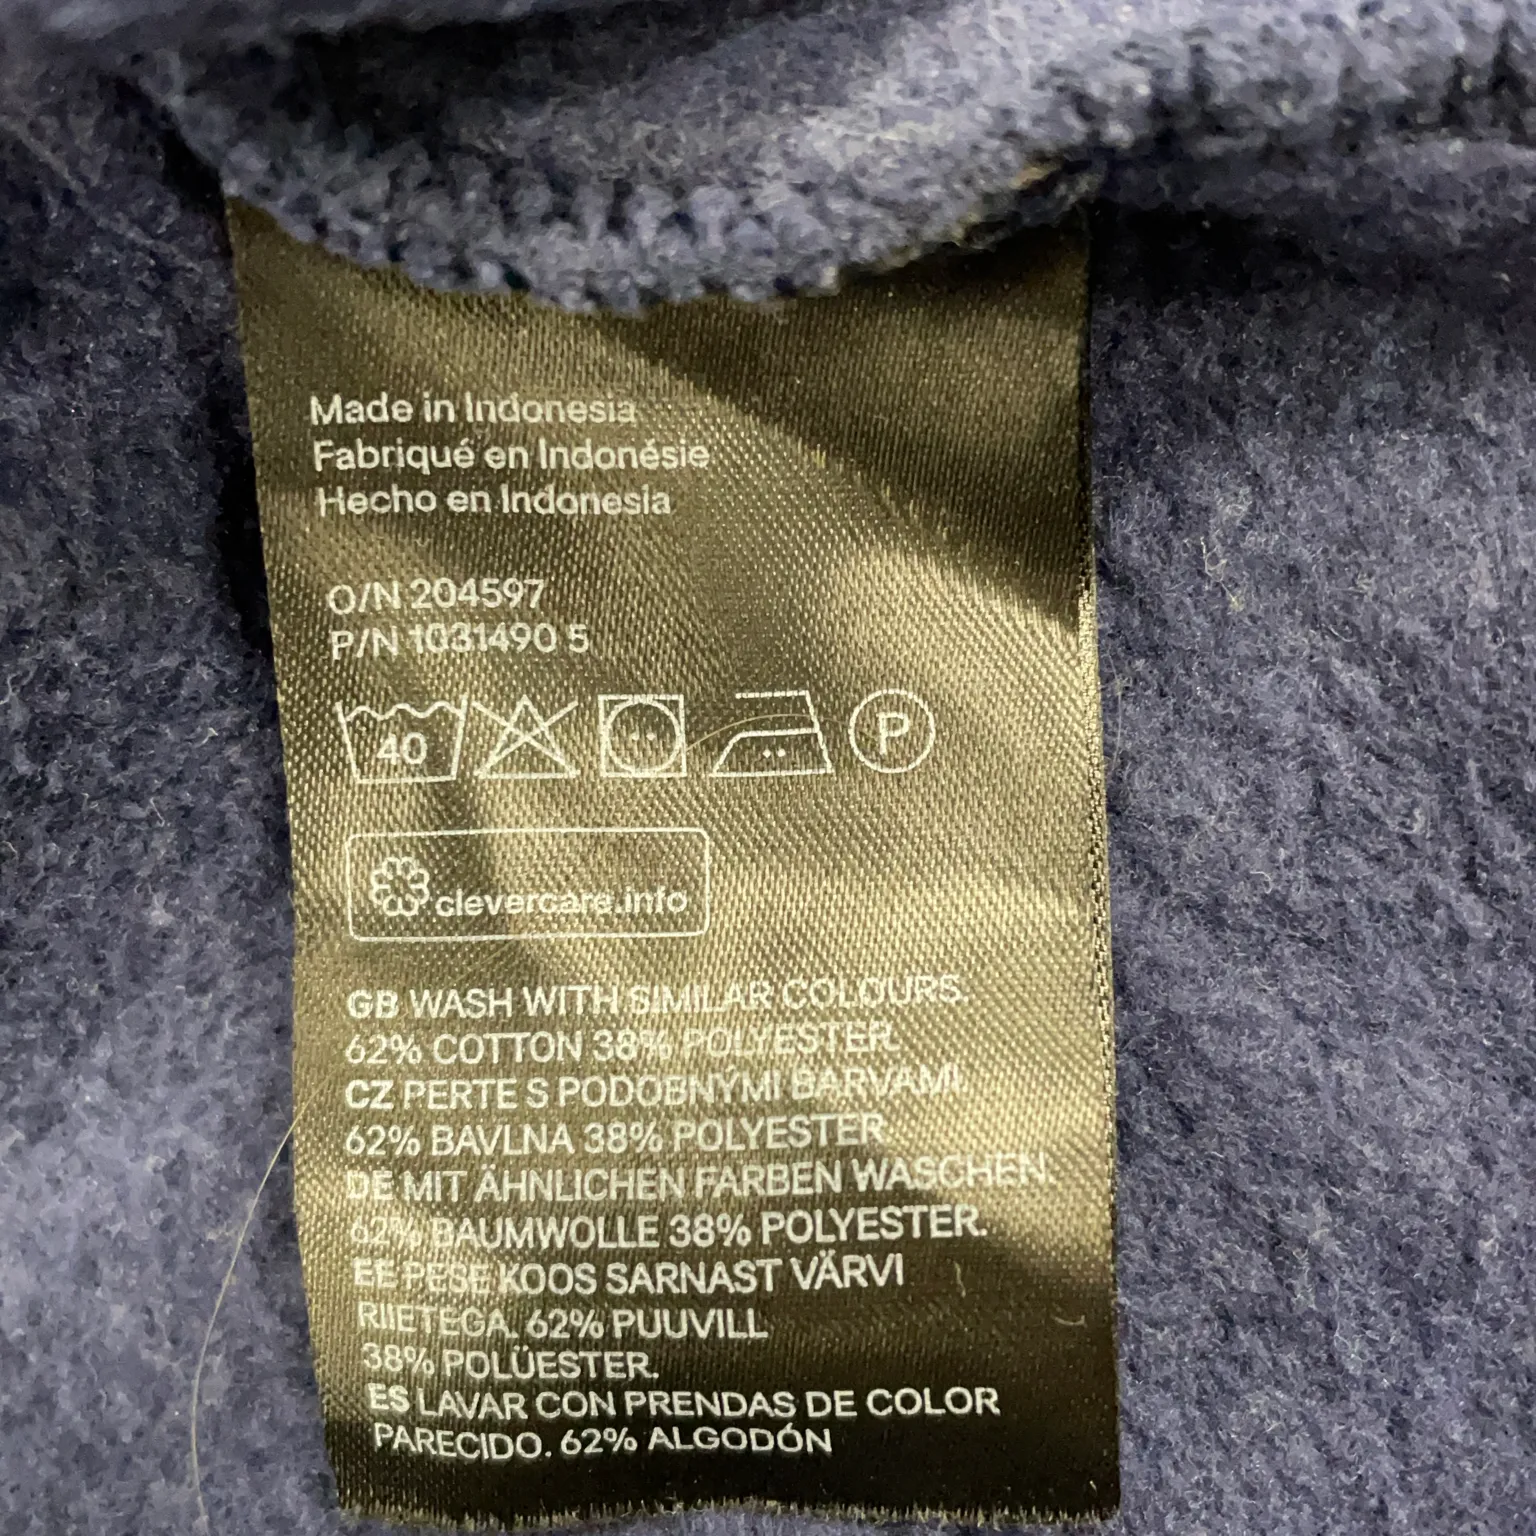 Made in Indonesia
Fabriqué en Indonésie
Hecho en Indonesia
O/N 204597
P/N 1031490 5
40 P
clevercare.info
GB WASH WITH SIMILAR COLOURS.
62% COTTON 38% POLYESTER.
CZ PERTE S PODOBNÝMI BARVAMI.
62% BAVLNA 38% POLYESTER
DE MIT ÄHNLICHEN FARBEN WASCHEN.
62% BAUMWOLLE 38% POLYESTER.
EE PESE KOOS SARNAST VÄRVI
RIIETEGA. 62% PUUVILL
38% POLÜESTER.
ES LAVAR CON PRENDAS DE COLOR
PARECIDO. 62% ALGODÓN